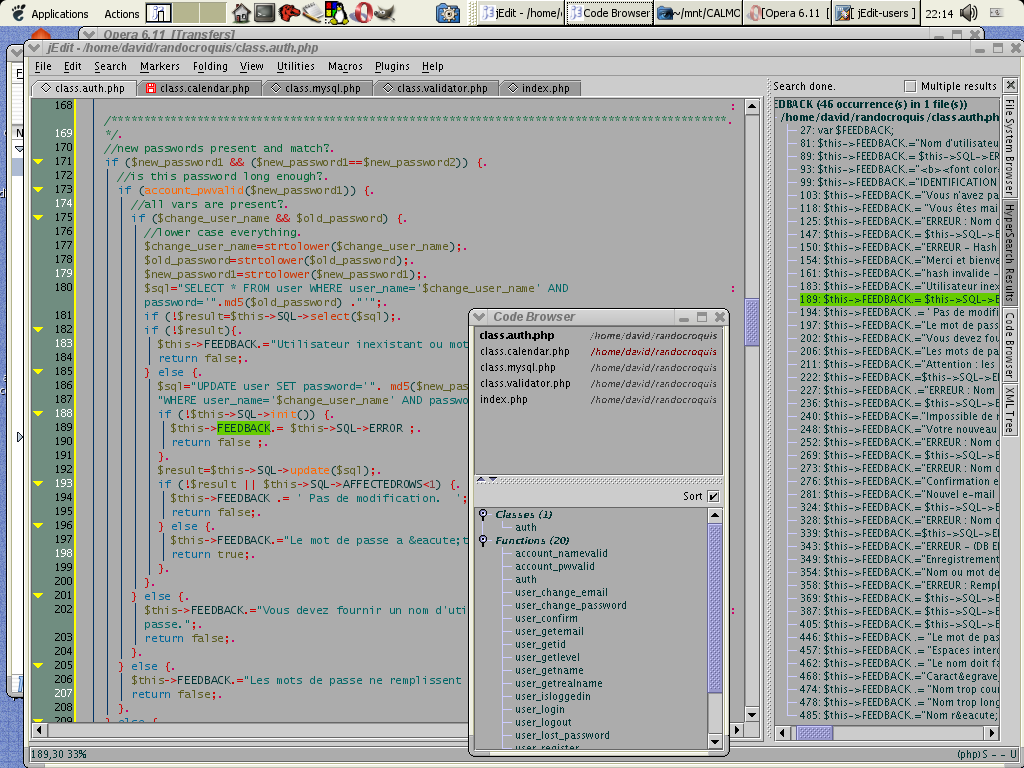 Applications Actions jEdit - /home/ Code Browser ~/mnt/CALMC [Opera 6.11 ] [ jedit-users ] 22:14
Opera 6.11 [Transfers]
jEdit - /home/david/randocroquis/class.auth.php
File Edit Search Markers Folding View Utilities Macros Plugins Help
class.auth.php class.calendar.php class.mysql.php class.validator.php index.php
168
/****************************************************************************************.
169 */.
170 //new passwords present and match?.
171 if ($new_password1 && ($new_password1==$new_password2)) {.
172 //is this password long enough?.
173 if (account_pwvalid($new_password1)) {.
174 //all vars are present?.
175 if ($change_user_name && $old_password) {.
176 //lower case everything.
177 $change_user_name=strtolower($change_user_name);.
178 $old_password=strtolower($old_password);.
179 $new_password1=strtolower($new_password1);.
180 $sql="SELECT * FROM user WHERE user_name='$change_user_name' AND
password='".md5($old_password) ."'";.
181 if (!$result=$this->SQL->select($sql);.
182 if (!$result){.
183 $this->FEEDBACK.="Utilisateur inexistant ou mot
184 return false;.
185 } else {.
186 $sql="UPDATE user SET password='". md5($new_pas
187 "WHERE user_name='$change_user_name' AND passwo
188 if (!$this->SQL->init()) {.
189 $this->FEEDBACK.= $this->SQL->ERROR ;.
190 return false ;.
191 }.
192 $result=$this->SQL->update($sql);.
193 if (!$result || $this->SQL->AFFECTEDROWS<1) {.
194 $this->FEEDBACK .= ' Pas de modification. ';
195 return false;.
196 } else {.
197 $this->FEEDBACK.="Le mot de passe a &eacute;t
198 return true;.
199 }.
200 }.
201 } else {.
202 $this->FEEDBACK.="Vous devez fournir un nom d'uti
passe.";.
203 return false;.
204 }.
205 } else {.
206 $this->FEEDBACK.="Les mots de passe ne remplissent
207 return false;.
208 }.
209 } else {
189,30 33%
(php)S - - U
Code Browser
class.auth.php /home/david/randocroquis
class.calendar.php /home/david/randocroquis
class.mysql.php /home/david/randocroquis
class.validator.php /home/david/randocroquis
index.php /home/david/randocroquis
Sort
Classes (1)
auth
Functions (20)
account_namevalid
account_pwvalid
auth
user_change_email
user_change_password
user_confirm
user_getemail
user_getid
user_getlevel
user_getname
user_getrealname
user_isloggedin
user_login
user_logout
user_lost_password
user_register
Search done. Multiple results
EDBACK (46 occurrence(s) in 1 file(s))
/home/david/randocroquis/class.auth.ph
27: var $FEEDBACK;
81: $this->FEEDBACK.="Nom d'utilisateur
89: $this->FEEDBACK.= $this->SQL->ER
93: $this->FEEDBACK.="<b><font color
99: $this->FEEDBACK.="IDENTIFICATION
103: $this->FEEDBACK.="Vous n'avez pa
118: $this->FEEDBACK.="Vous êtes mai
125: $this->FEEDBACK.="ERREUR : Nom d
147: $this->FEEDBACK.= $this->SQL->E
150: $this->FEEDBACK.="ERREUR - Hash
154: $this->FEEDBACK.="Merci et bienve
161: $this->FEEDBACK.="hash invalide -
183: $this->FEEDBACK.="Utilisateur inex
189: $this->FEEDBACK.= $this->SQL->E
194: $this->FEEDBACK .= ' Pas de modifi
197: $this->FEEDBACK.="Le mot de pass
202: $this->FEEDBACK.="Vous devez fou
206: $this->FEEDBACK.="Les mots de pa
211: $this->FEEDBACK.="Attention : les
222: $this->FEEDBACK.=$this->SQL->E
227: $this->FEEDBACK .="ERREUR : Nom
236: $this->FEEDBACK.= $this->SQL->E
240: $this->FEEDBACK.="Impossible de r
248: $this->FEEDBACK.="Votre nouveau
252: $this->FEEDBACK.="ERREUR : Nom d
269: $this->FEEDBACK.= $this->SQL->E
273: $this->FEEDBACK.="ERREUR : Nom d
276: $this->FEEDBACK.="Confirmation e
281: $this->FEEDBACK.="Nouvel e-mail
324: $this->FEEDBACK.= $this->SQL->E
328: $this->FEEDBACK.="ERREUR : Nom d
339: $this->FEEDBACK.=$this->SQL->E
343: $this->FEEDBACK.="ERREUR - (DB El
349: $this->FEEDBACK.="Enregistrement
354: $this->FEEDBACK.="Nom ou mot de
358: $this->FEEDBACK.="ERREUR : Rempl
369: $this->FEEDBACK.= $this->SQL->E
387: $this->FEEDBACK.= $this->SQL->E
405: $this->FEEDBACK.= $this->SQL->E
446: $this->FEEDBACK .= "Le mot de pas
457: $this->FEEDBACK .= "Espaces interd
462: $this->FEEDBACK .= "Le nom doit fa
468: $this->FEEDBACK.="Caract&egrave;
474: $this->FEEDBACK .= "Nom trop cour
478: $this->FEEDBACK .= "Nom trop long
485: $this->FEEDBACK.="Nom r&eacute;
File System Browser
HyperSearch Results
Code Browser
XML Tree